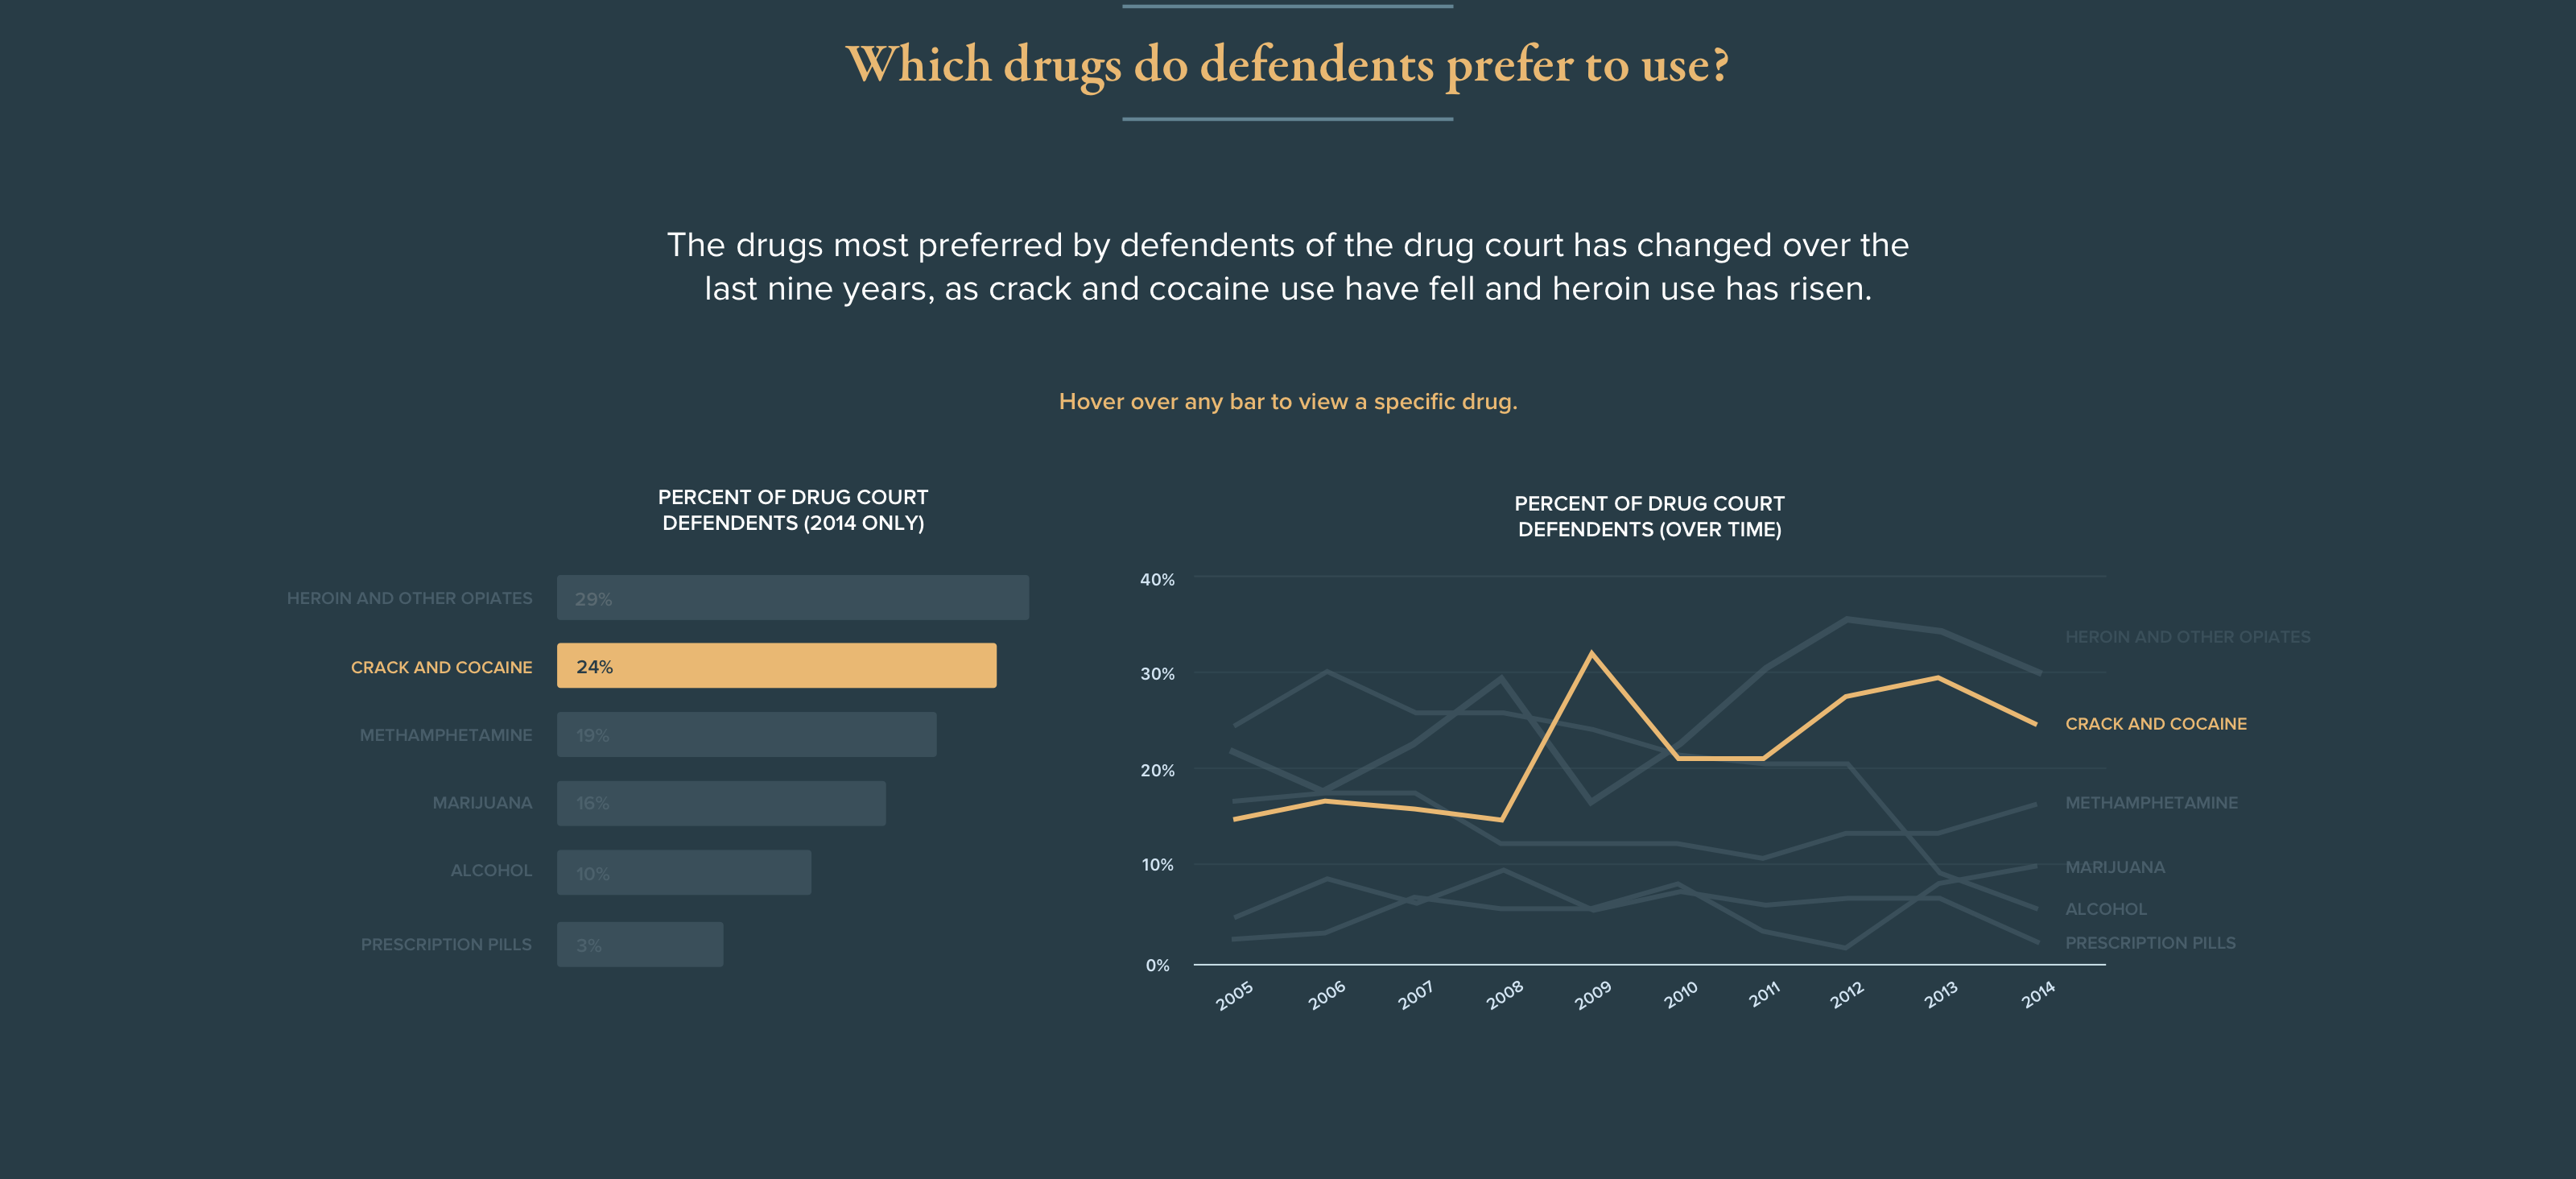 Which drugs do defendents prefer to use?
The drugs most preferred by defendents of the drug court has changed over the
last nine years, as crack and cocaine use have fell and heroin use has risen.
Hover over any bar to view a specific drug.
PERCENT OF DRUG COURT
DEFENDENTS (2014 ONLY)
HEROIN AND OTHER OPIATES
29%
CRACK AND COCAINE
24%
METHAMPHETAMINE
19%
MARIJUANA
16%
ALCOHOL
10%
PRESCRIPTION PILLS
3%
PERCENT OF DRUG COURT
DEFENDENTS (OVER TIME)
40%
30%
20%
10%
0%
2005
2006
2007
2008
2009
2010
2011
2012
2013
2014
HEROIN AND OTHER OPIATES
CRACK AND COCAINE
METHAMPHETAMINE
MARIJUANA
ALCOHOL
PRESCRIPTION PILLS